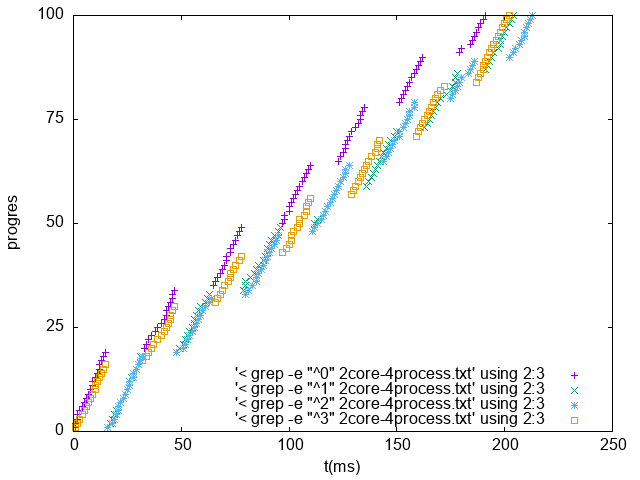 100
75
50
25
0
progres
'< grep -e "^0" 2core-4process.txt' using 2:3
'< grep -e "^1" 2core-4process.txt' using 2:3
'< grep -e "^2" 2core-4process.txt' using 2:3
'< grep -e "^3" 2core-4process.txt' using 2:3
0 50 100 150 200 250
t(ms)